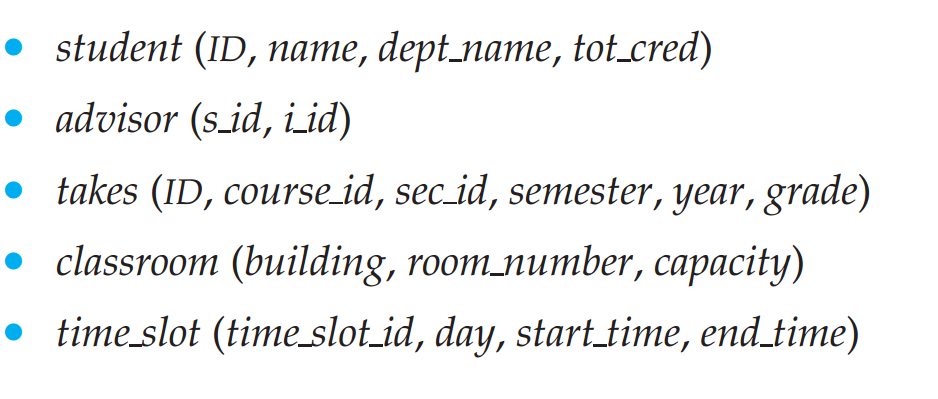 • student (ID, name, dept_name, tot_cred)
• advisor (s_id, i_id)
• takes (ID, course_id, sec_id, semester, year, grade)
• classroom (building, room_number, capacity)
• time_slot (time_slot_id, day, start_time, end_time)